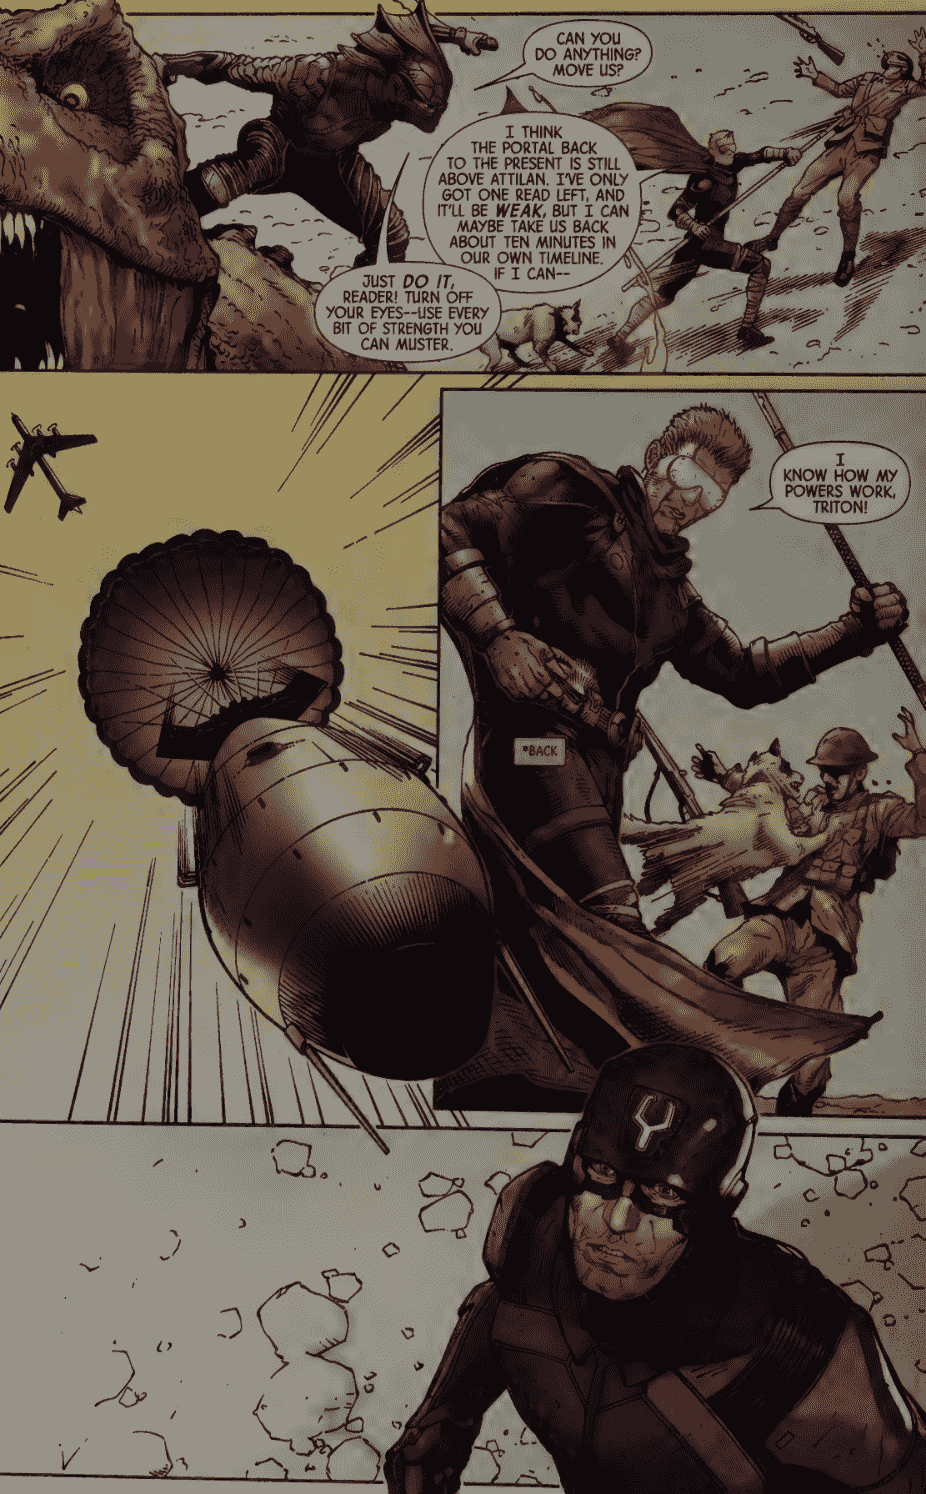 CAN YOU
DO ANYTHING?
MOVE US?
I THINK
THE PORTAL BACK
TO THE PRESENT IS STILL
ABOVE ATTILAN. I'VE ONLY
GOT ONE READ LEFT, AND
IT'LL BE WEAK, BUT I CAN
MAYBE TAKE US BACK
ABOUT TEN MINUTES IN
OUR OWN TIMELINE.
IF I CAN--
JUST DO IT,
READER! TURN OFF
YOUR EYES--USE EVERY
BIT OF STRENGTH YOU
CAN MUSTER.
I
KNOW HOW MY
POWERS WORK,
TRITON!
*BACK